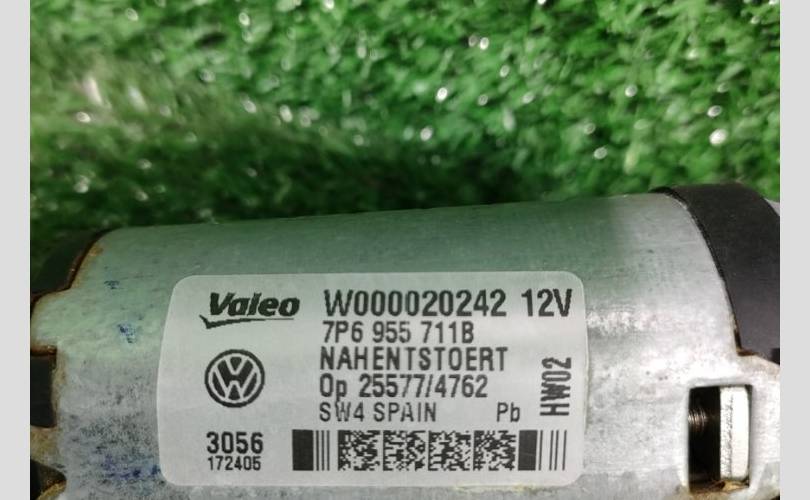 Valeo W000020242 12V
7P6 955 711B
NAHENTSTOERT
Op 25577/4762
SW4 SPAIN Pb
HW02
3056
172405